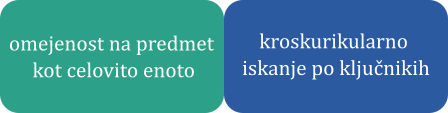 omejenost na predmet
kot celovito enoto
kroskurikularno
iskanje po ključnikih